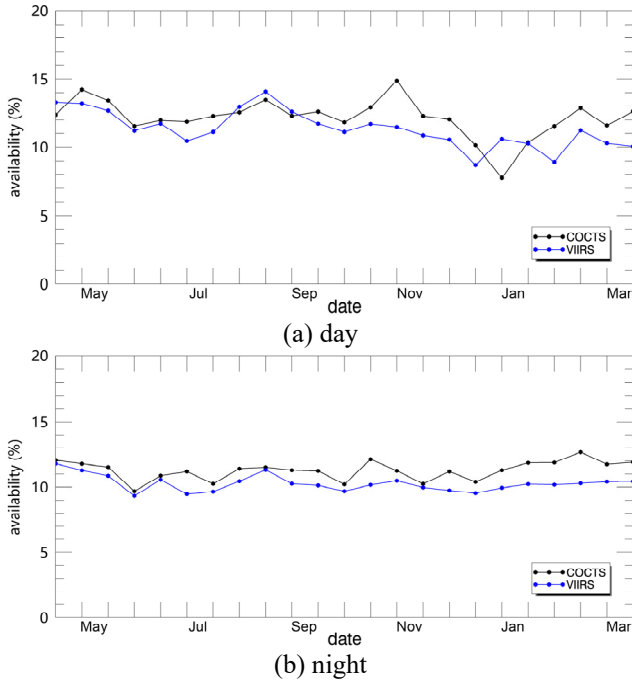 20
15
10
5
0
availability (%)
COCTS
VIIRS
May Jul Sep Nov Jan Mar
date
(a) day
20
15
10
5
0
availability (%)
COCTS
VIIRS
May Jul Sep Nov Jan Mar
date
(b) night